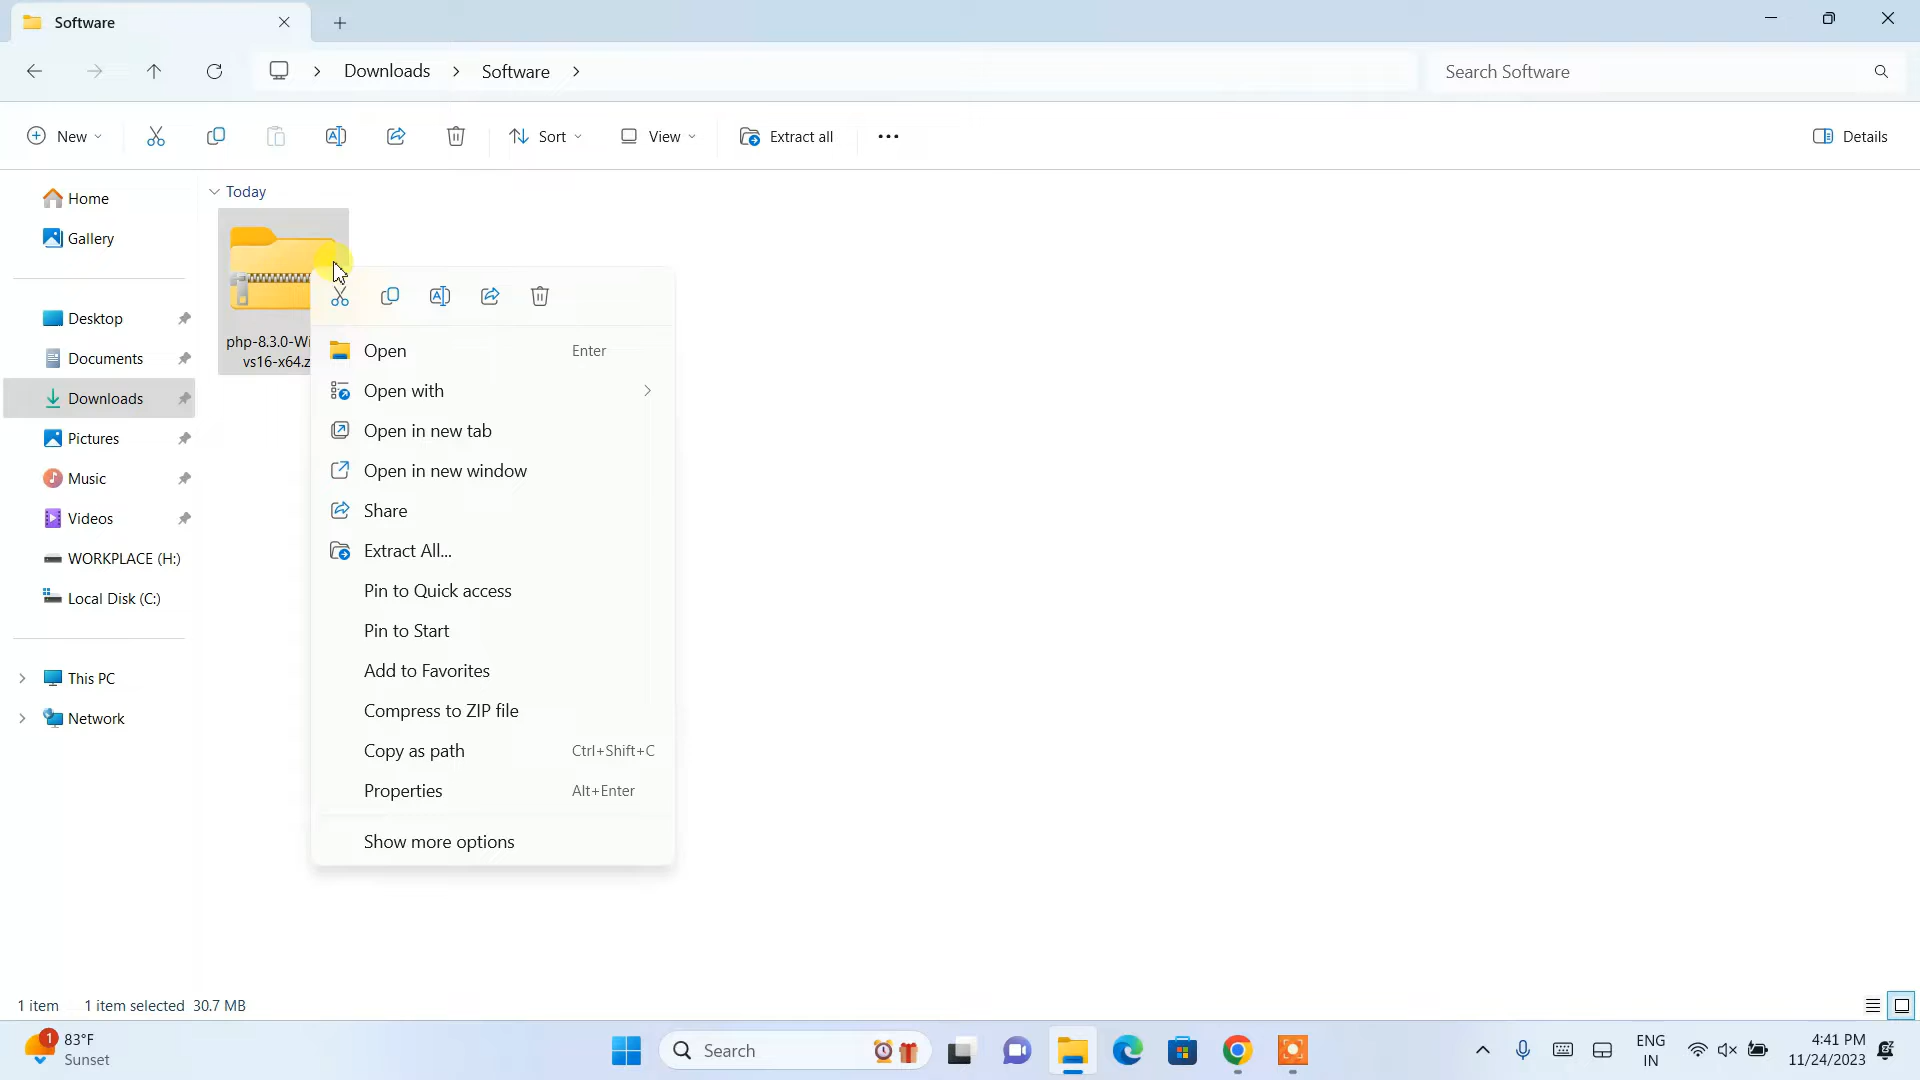 Software
Downloads
Software
Search Software
New
Sort
View
Extract all
Details
Home
Gallery
Desktop
Documents
Downloads
Pictures
Music
Videos
WORKPLACE (H:)
Local Disk (C:)
This PC
Network
Today
php-8.3.0-Wi
vs16-x64.z
Open Enter
Open with
Open in new tab
Open in new window
Share
Extract All...
Pin to Quick access
Pin to Start
Add to Favorites
Compress to ZIP file
Copy as path Ctrl+Shift+C
Properties Alt+Enter
Show more options
1 item 1 item selected 30.7 MB
1
83°F
Sunset
Search
ENG
IN
4:41 PM
11/24/2023